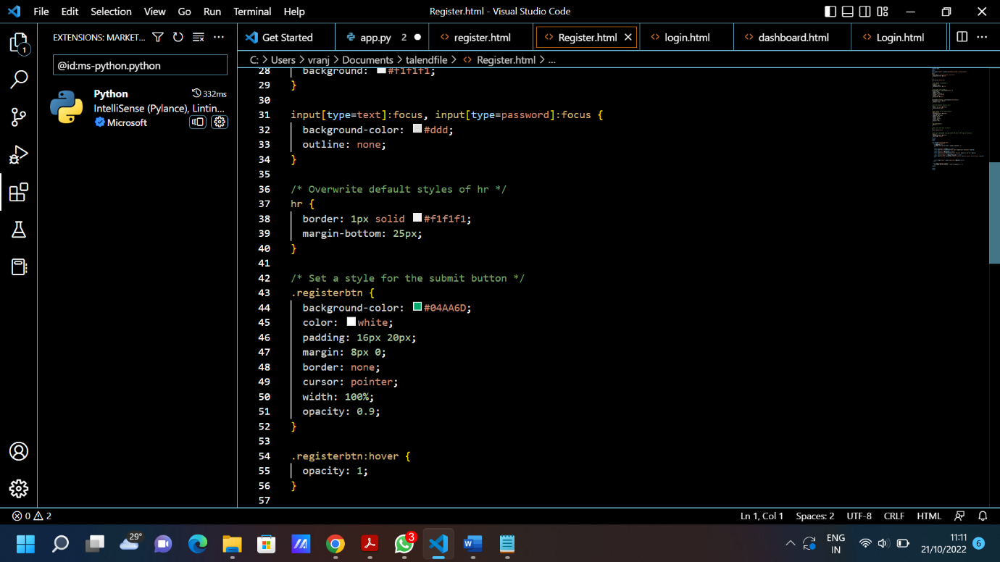 File Edit Selection View Go Run Terminal Help
Register.html - Visual Studio Code
EXTENSIONS: MARKET...
Get Started
app.py 2
register.html
Register.html
login.html
dashboard.html
Login.html
1
@id:ms-python.python
C: > Users > vranj > Documents > talendfile > Register.html > ...
Python 332ms
IntelliSense (Pylance), Lintin...
Microsoft
28 background: #f1f1f1;
29 }
30
31 input[type=text]:focus, input[type=password]:focus {
32 background-color: #ddd;
33 outline: none;
34 }
35
36 /* Overwrite default styles of hr */
37 hr {
38 border: 1px solid #f1f1f1;
39 margin-bottom: 25px;
40 }
41
42 /* Set a style for the submit button */
43 .registerbtn {
44 background-color: #04AA6D;
45 color: white;
46 padding: 16px 20px;
47 margin: 8px 0;
48 border: none;
49 cursor: pointer;
50 width: 100%;
51 opacity: 0.9;
52 }
53
54 .registerbtn:hover {
55 opacity: 1;
56 }
57
0 2
Ln 1, Col 1 Spaces: 2 UTF-8 CRLF HTML
29°
3
W
ENG
IN
11:11
21/10/2022
6